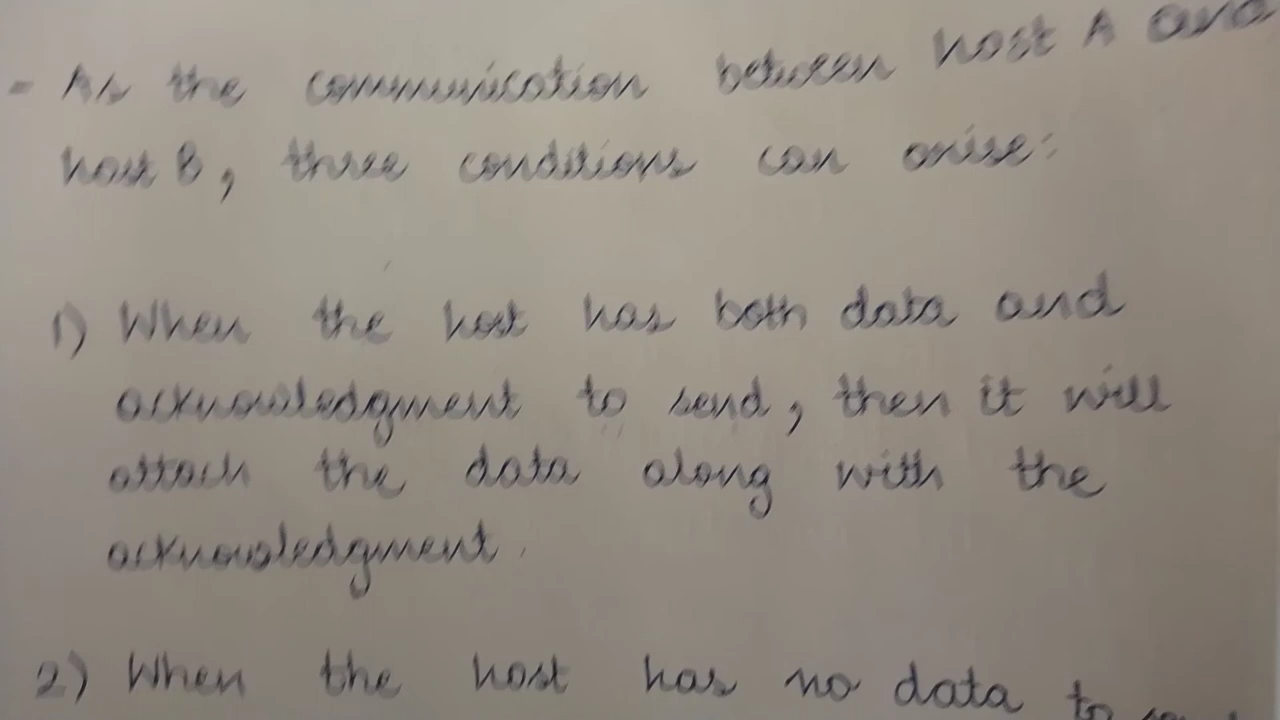 - As the communication between host A and
host B, three conditions can arise:
1) When the host has both data and
acknowledgment to send, then it will
attach the data along with the
acknowledgment.
2) When the host has no data to